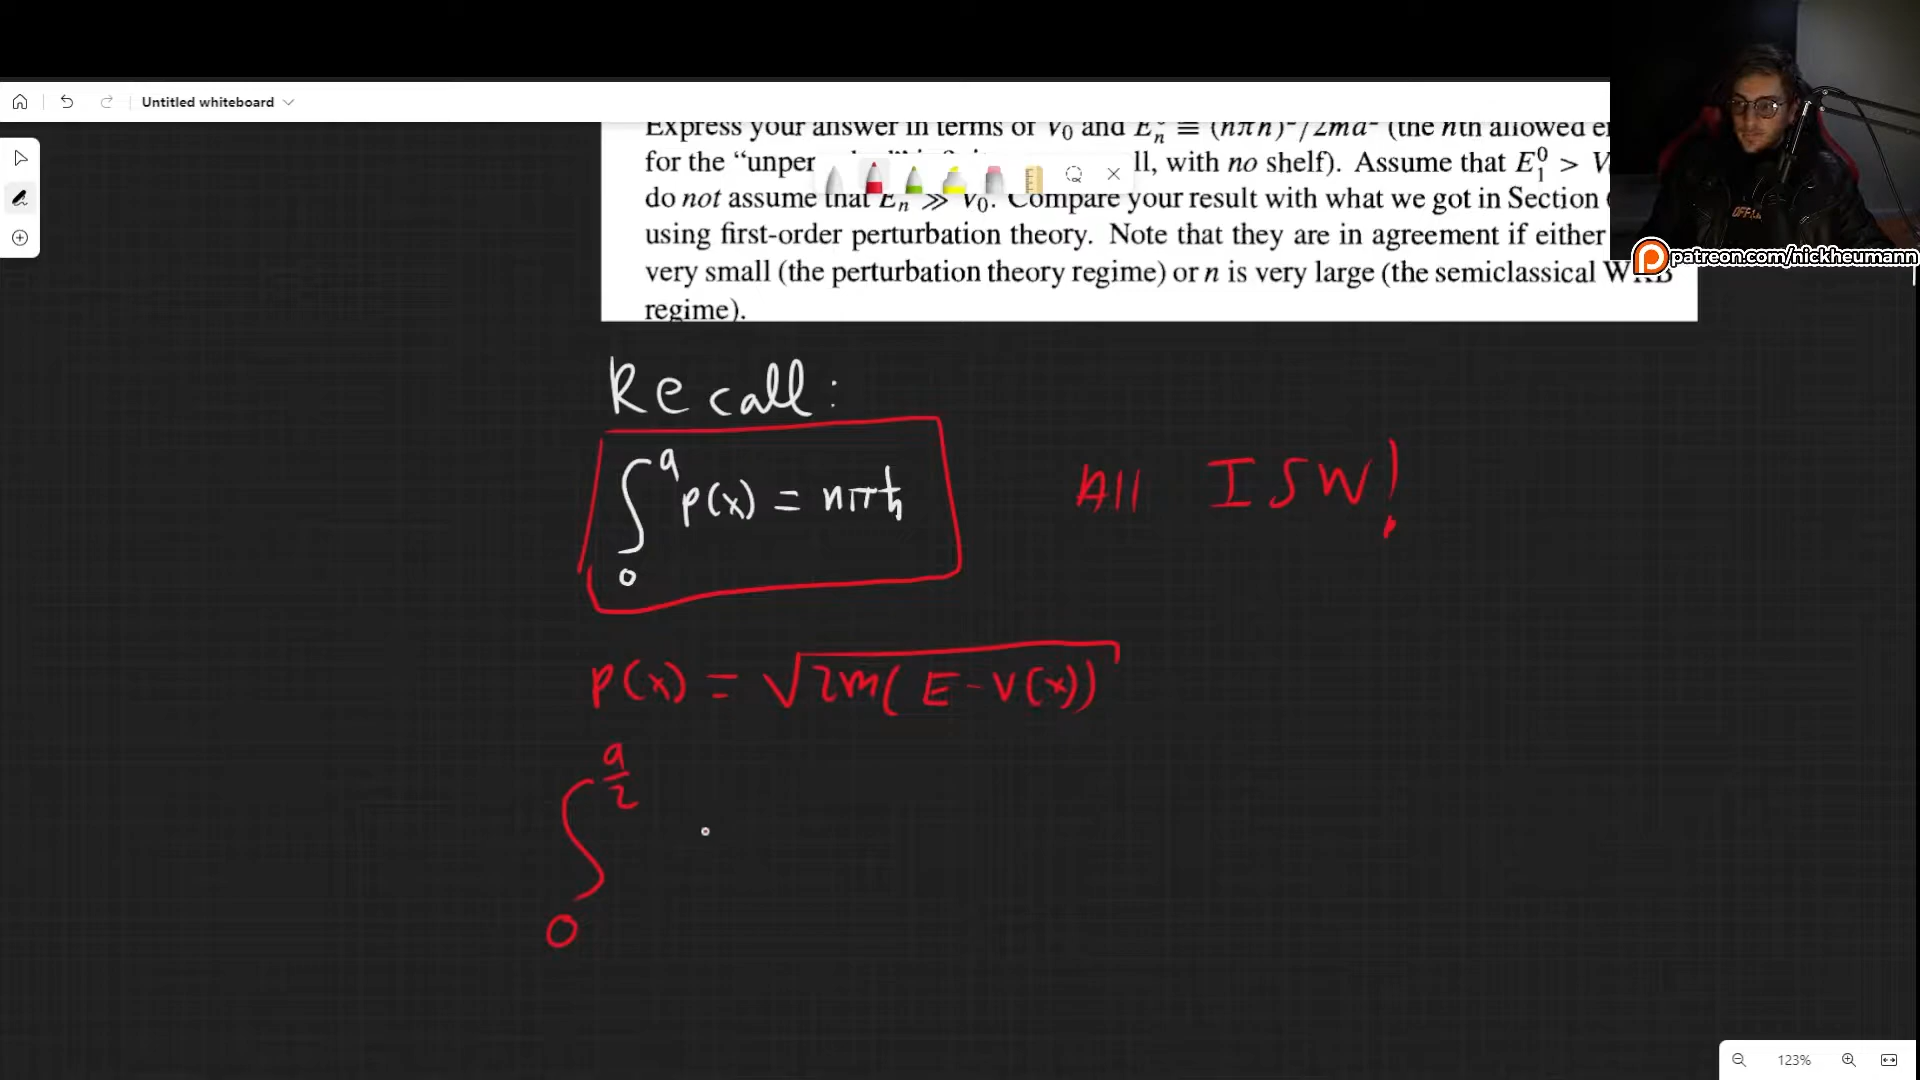 Untitled whiteboard
Express your answer in terms of V₀ and Eₙ⁰ ≡ (nπħ)²/2ma² (the nth allowed
for the “unper ll, with no shelf). Assume that E₁⁰ > V
do not assume that Eₙ ≫ V₀. Compare your result with what we got in Section
using first-order perturbation theory. Note that they are in agreement if either
very small (the perturbation theory regime) or n is very large (the semiclassical WKB
regime).
patreon.com/nickheumann
Recall:
∫₀ᵃ p(x) = nπħ
All ISW!
p(x) = √2m(E-V(x))
∫₀ a/2
123%